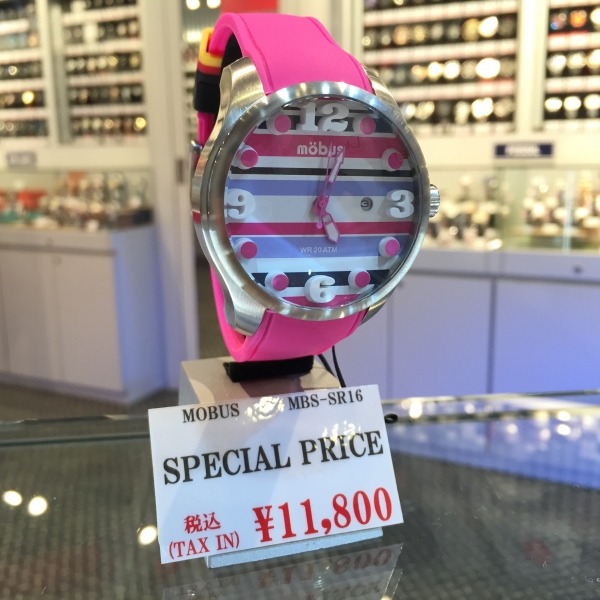 12
möbus
9
3
WR 20 ATM
6
MOBUS MBS-SR16
SPECIAL PRICE
税込
(TAX IN) ¥11,800